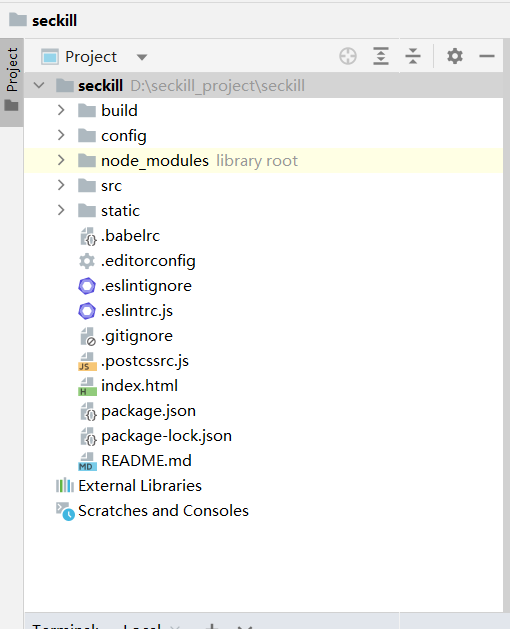 seckill
Project
Project
seckill D:\seckill_project\seckill
build
config
node_modules library root
src
static
.babelrc
.editorconfig
.eslintignore
.eslintrc.js
.gitignore
.postcssrc.js
index.html
package.json
package-lock.json
README.md
External Libraries
Scratches and Consoles